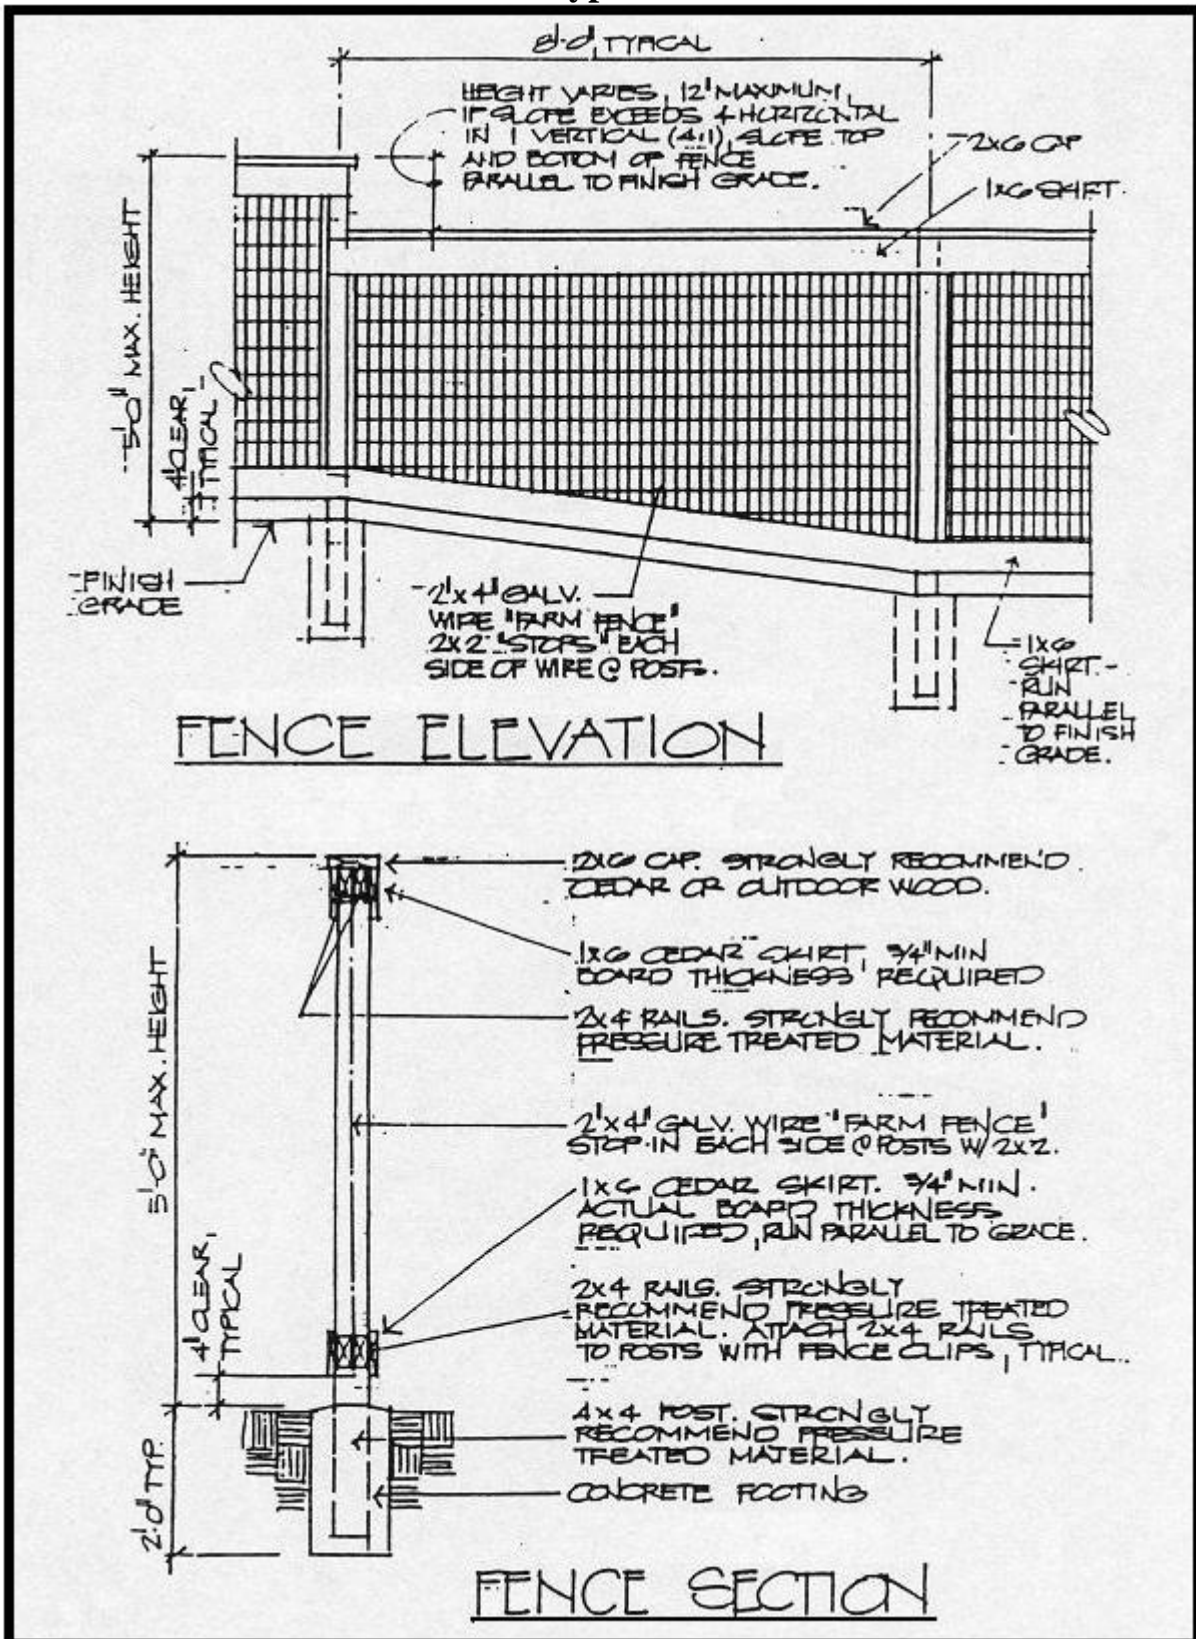 8'-0" TYPICAL
HEIGHT VARIES, 12" MAXIMUM,
IF SLOPE EXCEEDS 4 HORIZONTAL
IN 1 VERTICAL (4:1), SLOPE TOP
AND BOTTOM OF FENCE
PARALLEL TO FINISH GRADE.
2x6 CAP
1x6 SKIRT
5'-0" MAX. HEIGHT
4" CLEAR,
TYPICAL
FINISH
GRADE
2"x4" GALV.
WIRE "FARM FENCE"
2x2 "STOPS" EACH
SIDE OF WIRE @ POSTS.
1x6
SKIRT -
RUN
PARALLEL
TO FINISH
GRADE.
FENCE ELEVATION
2x6 CAP. STRONGLY RECOMMEND
CEDAR OR OUTDOOR WOOD.
1x6 CEDAR SKIRT, 3/4" MIN
BOARD THICKNESS REQUIRED
2x4 RAILS. STRONGLY RECOMMEND
PRESSURE TREATED MATERIAL.
5'-0" MAX. HEIGHT
2"x4" GALV. WIRE "FARM FENCE"
STOP-IN EACH SIDE @ POSTS W/ 2x2.
1x6 CEDAR SKIRT. 3/4" MIN.
ACTUAL BOARD THICKNESS
REQUIRED, RUN PARALLEL TO GRADE.
4" CLEAR,
TYPICAL
2x4 RAILS. STRONGLY
RECOMMEND PRESSURE TREATED
MATERIAL. ATTACH 2x4 RAILS
TO POSTS WITH FENCE CLIPS, TYPICAL.
4x4 POST. STRONGLY
RECOMMEND PRESSURE
TREATED MATERIAL.
2'-0" TYP.
CONCRETE FOOTING
FENCE SECTION